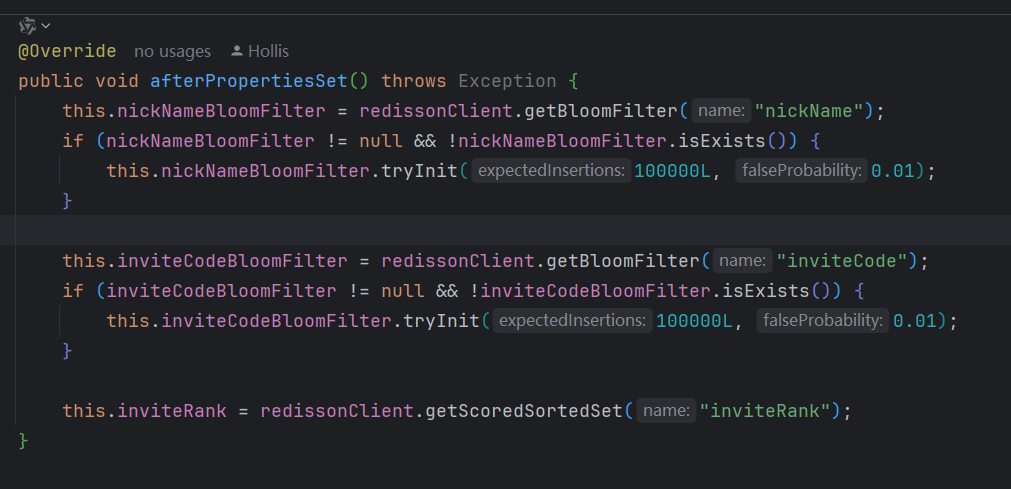 @Override no usages Hollis
public void afterPropertiesSet() throws Exception {
this.nickNameBloomFilter = redissonClient.getBloomFilter( name: "nickName");
if (nickNameBloomFilter != null && !nickNameBloomFilter.isExists()) {
this.nickNameBloomFilter.tryInit( expectedInsertions: 100000L, falseProbability: 0.01);
}
this.inviteCodeBloomFilter = redissonClient.getBloomFilter( name: "inviteCode");
if (inviteCodeBloomFilter != null && !inviteCodeBloomFilter.isExists()) {
this.inviteCodeBloomFilter.tryInit( expectedInsertions: 100000L, falseProbability: 0.01);
}
this.inviteRank = redissonClient.getScoredSortedSet( name: "inviteRank");
}